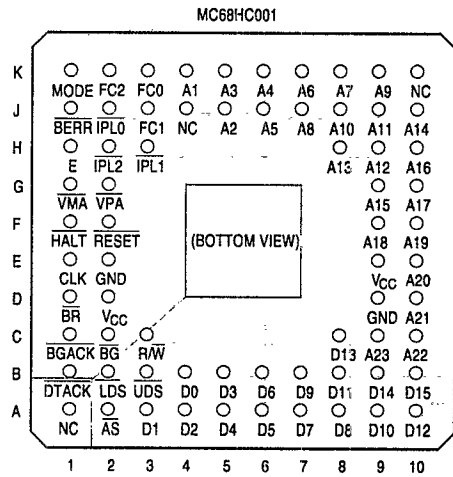 MC68HC001
K
MODE FC2 FC0 A1 A3 A4 A6 A7 A9 NC
J
BERR IPL0 FC1 NC A2 A5 A8 A10 A11 A14
H
E IPL2 IPL1 A13 A12 A16
G
VMA VPA A15 A17
F
HALT RESET (BOTTOM VIEW) A18 A19
E
CLK GND VCC A20
D
BR VCC GND A21
C
BGACK BG R/W D13 A23 A22
B
DTACK LDS UDS D0 D3 D6 D9 D11 D14 D15
A
NC AS D1 D2 D4 D5 D7 D8 D10 D12
1 2 3 4 5 6 7 8 9 10